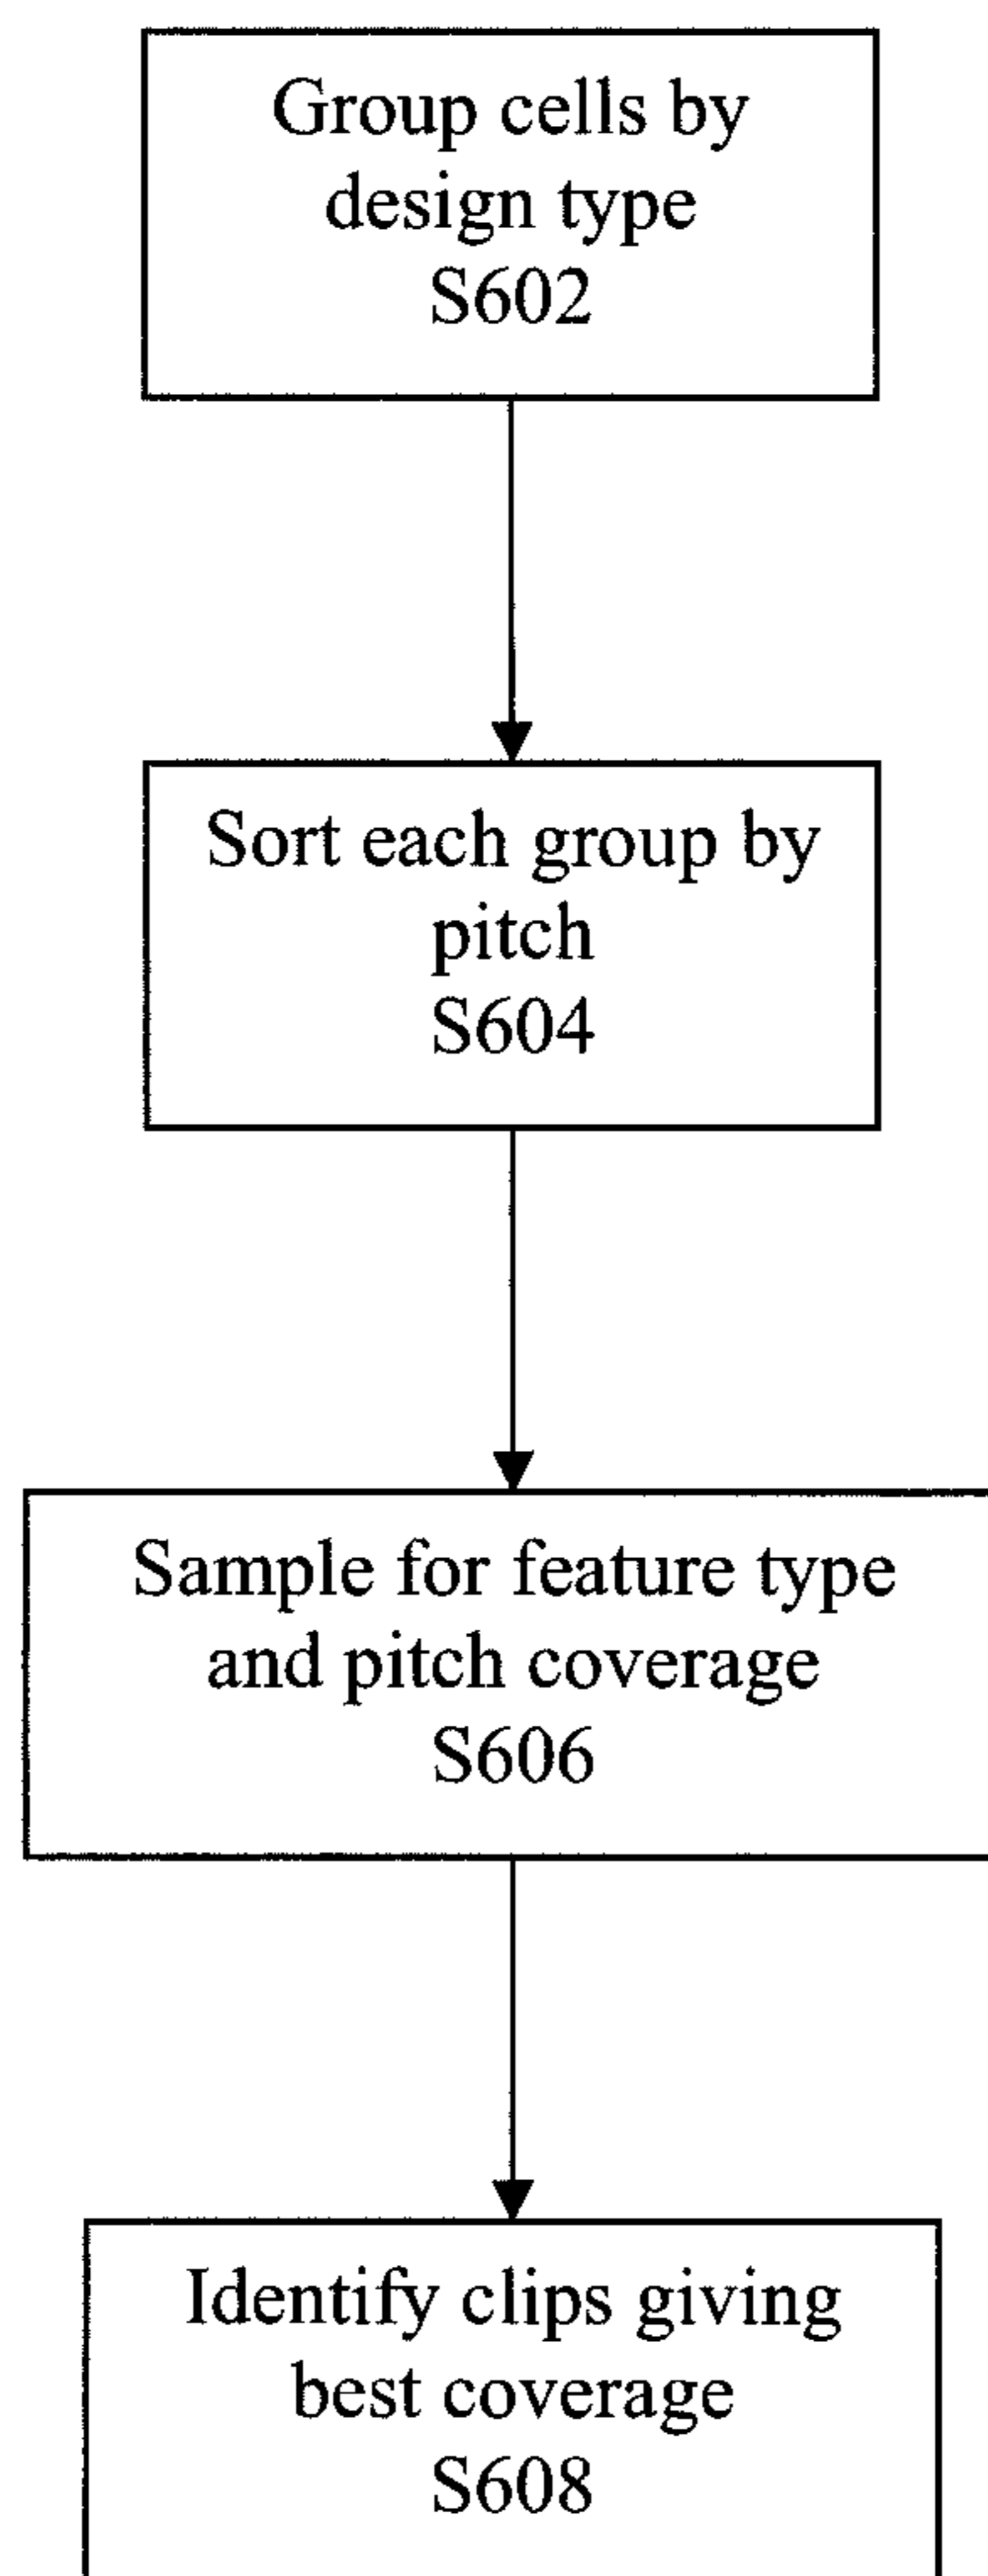 Group cells by
design type
S602
Sort each group by
pitch
S604
Sample for feature type
and pitch coverage
S606
Identify clips giving
best coverage
S608